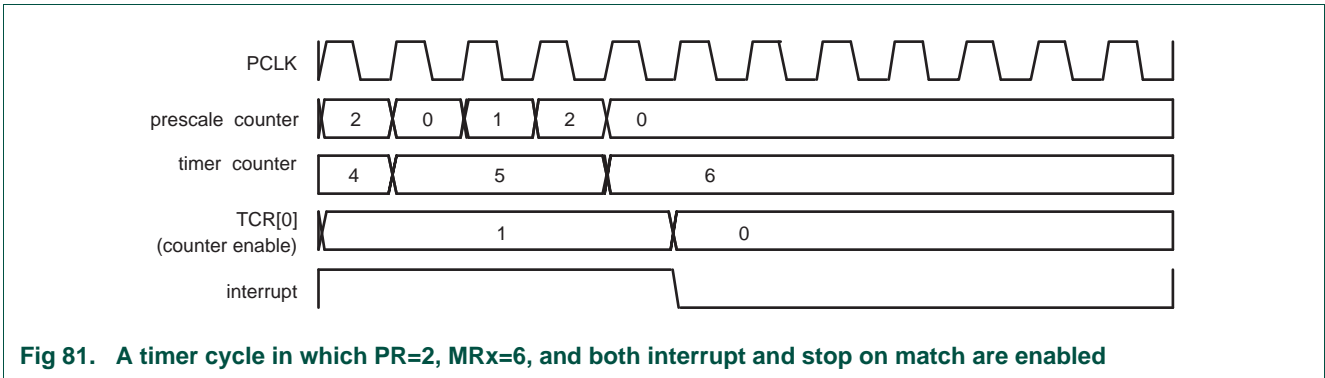 PCLK
prescale counter 2 0 1 2 0
timer counter 4 5 6
TCR[0]
(counter enable) 1 0
interrupt
Fig 81. A timer cycle in which PR=2, MRx=6, and both interrupt and stop on match are enabled